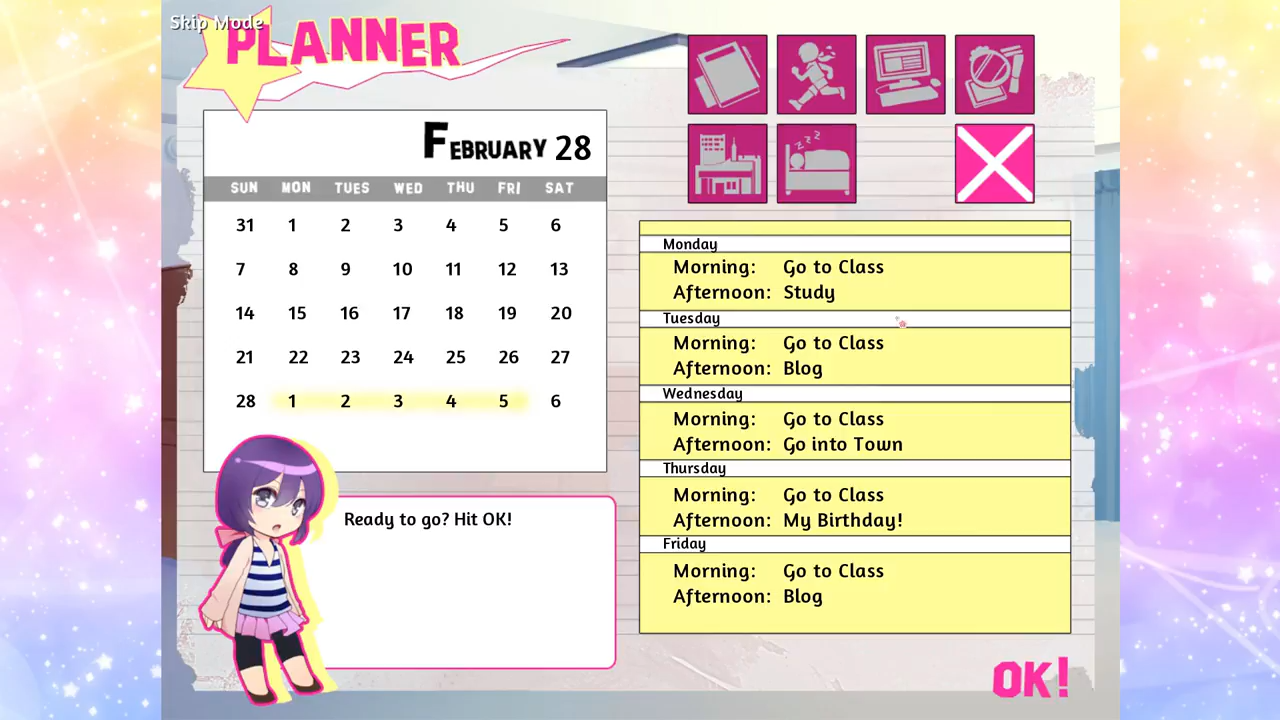 Skip Mode
PLANNER
FEBRUARY 28
SUN MON TUES WED THU FRI SAT
31 1 2 3 4 5 6
7 8 9 10 11 12 13
14 15 16 17 18 19 20
21 22 23 24 25 26 27
28 1 2 3 4 5 6
Ready to go? Hit OK!
Monday
Morning: Go to Class
Afternoon: Study
Tuesday
Morning: Go to Class
Afternoon: Blog
Wednesday
Morning: Go to Class
Afternoon: Go into Town
Thursday
Morning: Go to Class
Afternoon: My Birthday!
Friday
Morning: Go to Class
Afternoon: Blog
OK!